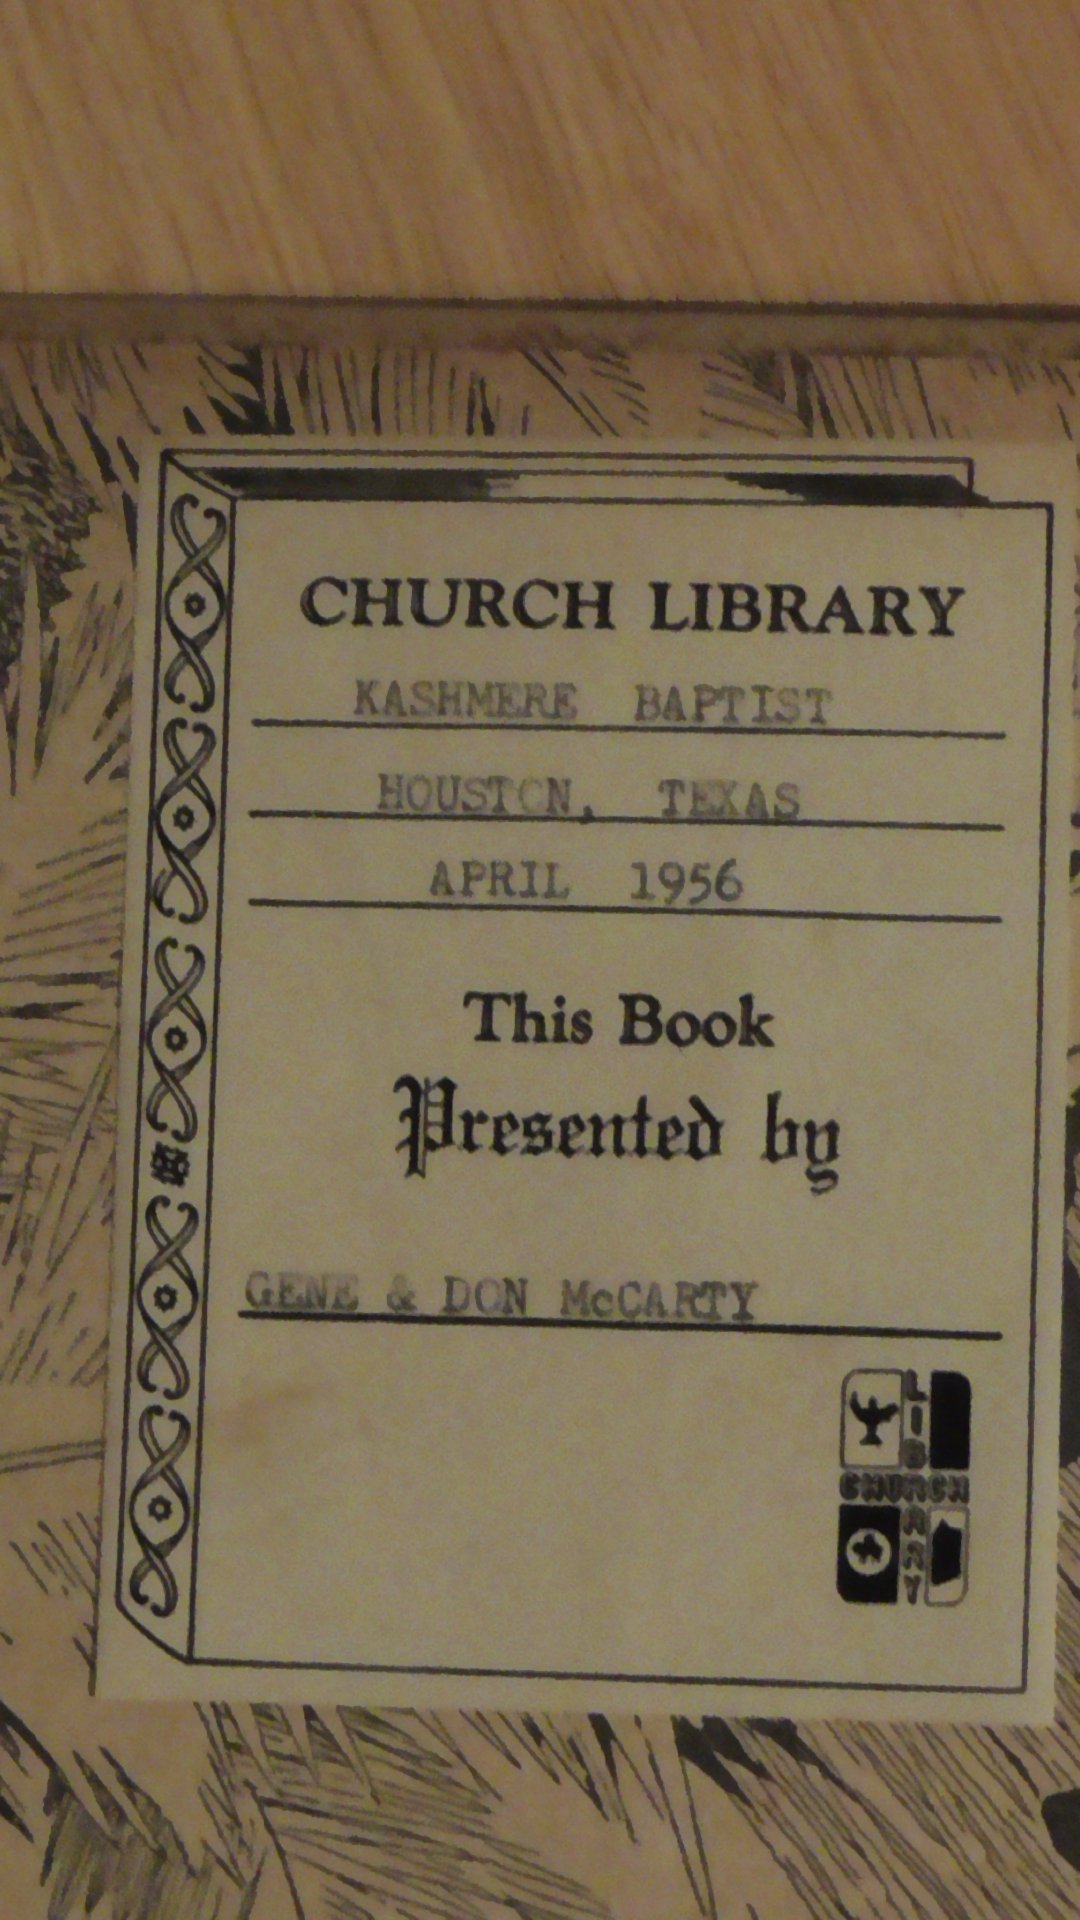 CHURCH LIBRARY
KASHMERE BAPTIST
HOUSTON, TEXAS
APRIL 1956
This Book
Presented by
GENE & DON McCARTY
LIBRARY
CHURCH